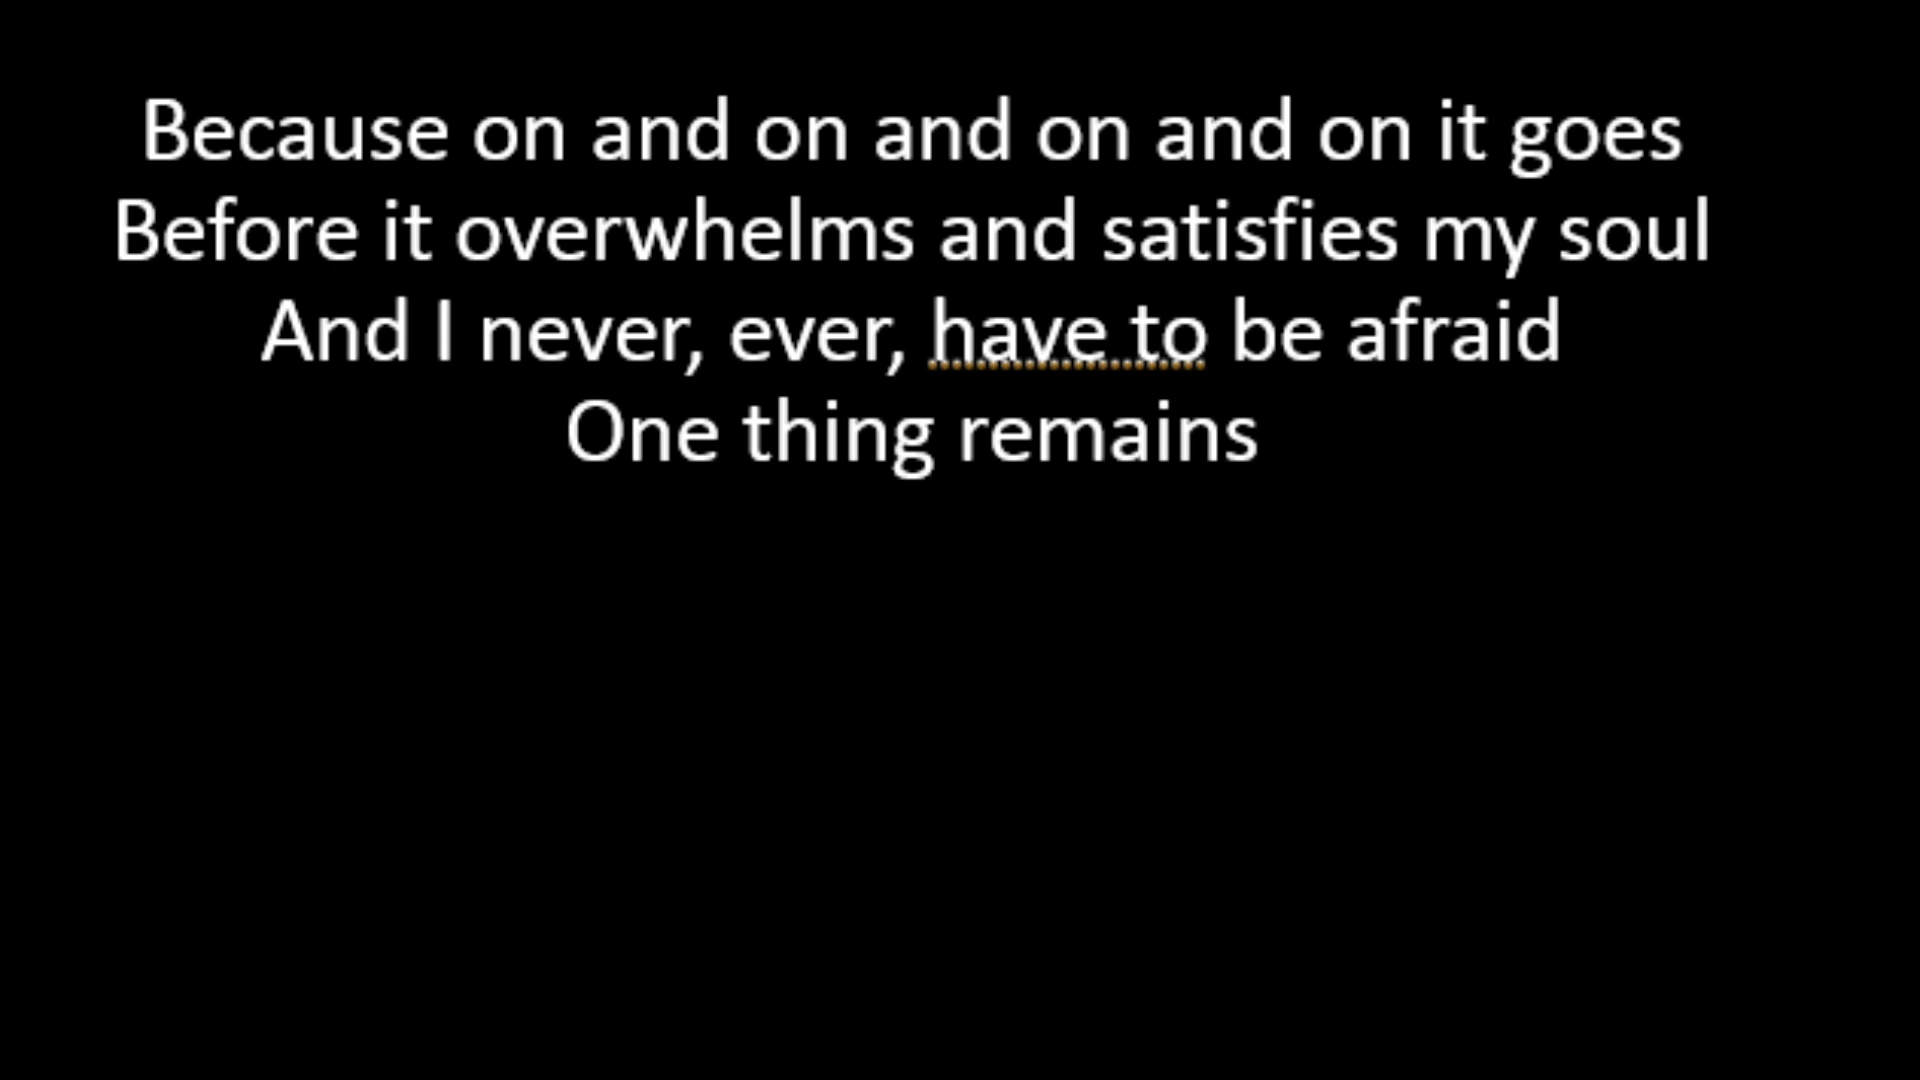 Because on and on and on and on it goes
Before it overwhelms and satisfies my soul
And I never, ever, have to be afraid
One thing remains